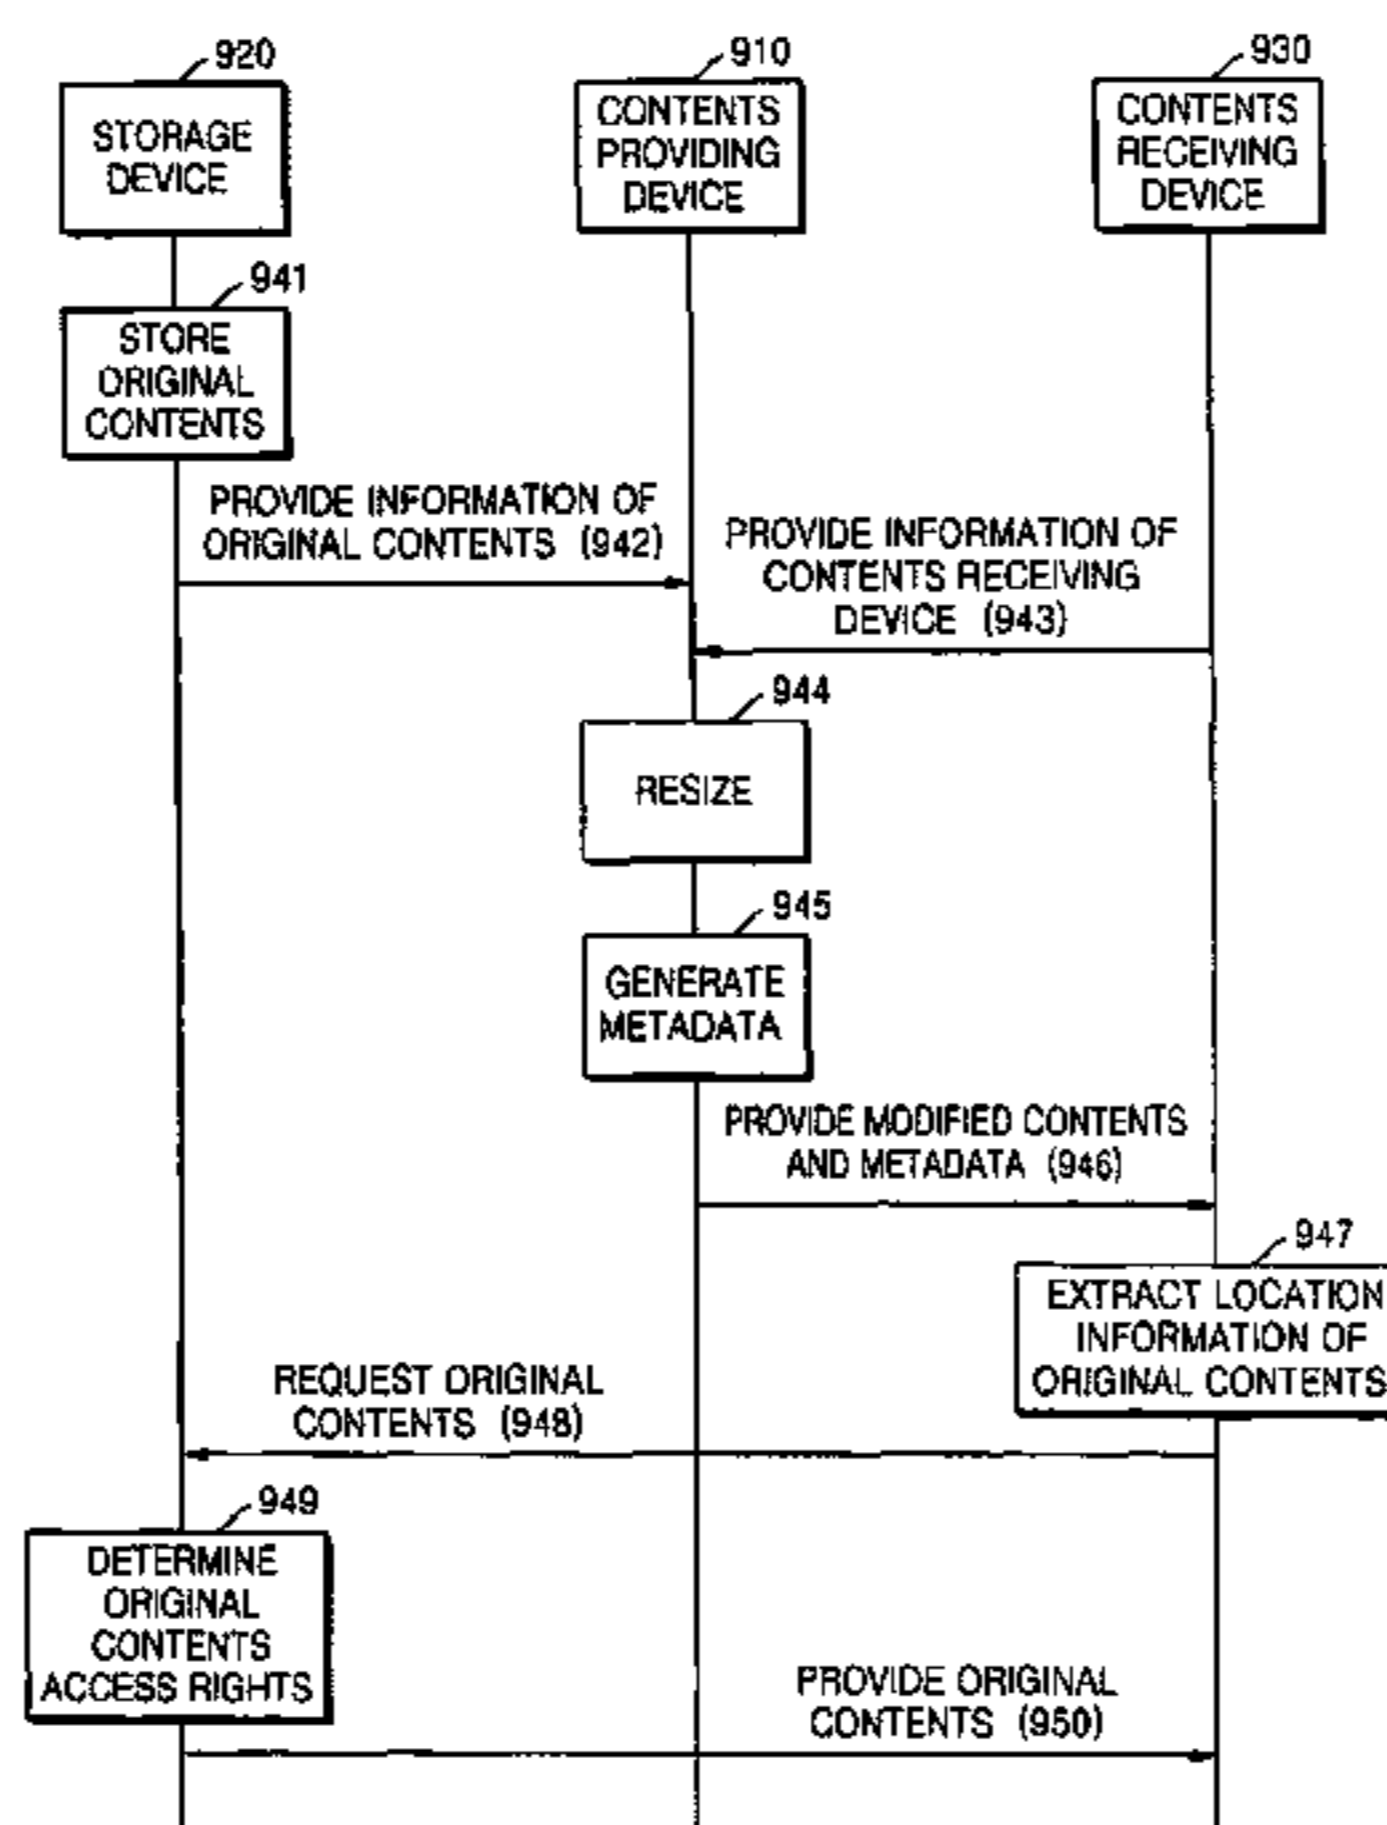 920
STORAGE
DEVICE
910
CONTENTS
PROVIDING
DEVICE
930
CONTENTS
RECEIVING
DEVICE
941
STORE
ORIGINAL
CONTENTS
PROVIDE INFORMATION OF
ORIGINAL CONTENTS (942)
PROVIDE INFORMATION OF
CONTENTS RECEIVING
DEVICE (943)
944
RESIZE
945
GENERATE
METADATA
PROVIDE MODIFIED CONTENTS
AND METADATA (946)
947
EXTRACT LOCATION
INFORMATION OF
ORIGINAL CONTENTS
REQUEST ORIGINAL
CONTENTS (948)
949
DETERMINE
ORIGINAL
CONTENTS
ACCESS RIGHTS
PROVIDE ORIGINAL
CONTENTS (950)